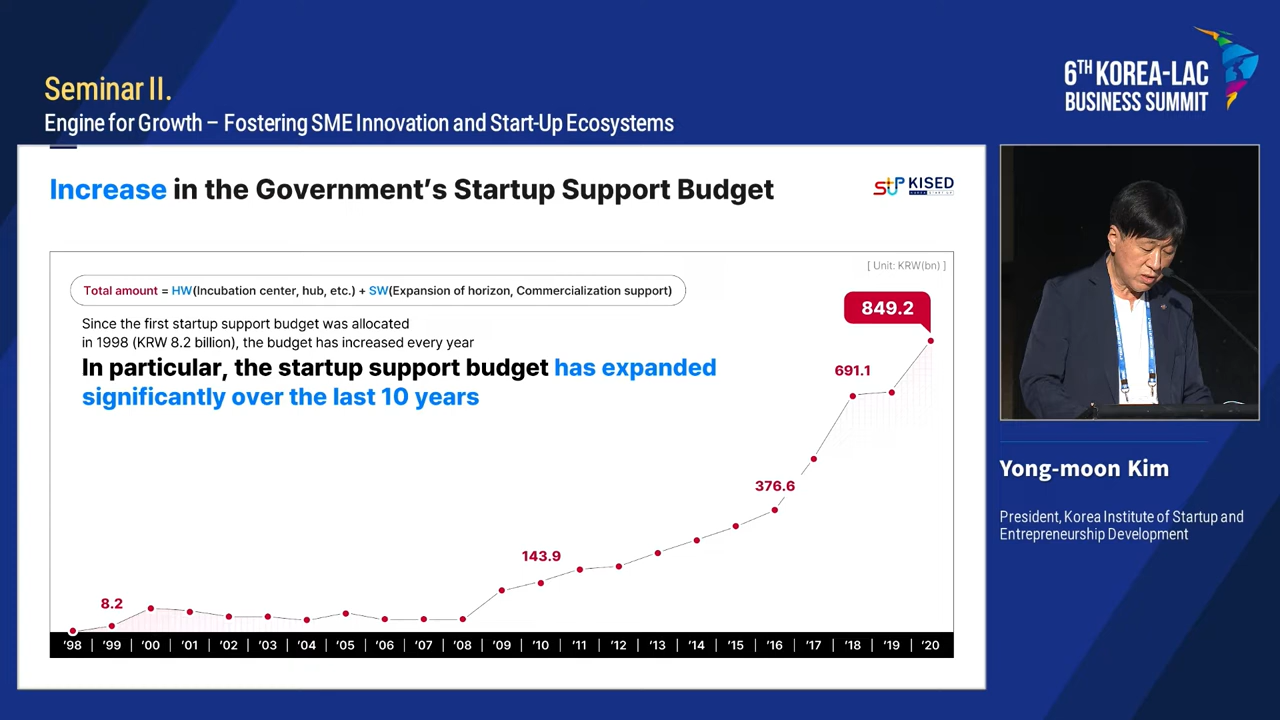 Seminar II.
Engine for Growth – Fostering SME Innovation and Start-Up Ecosystems
6TH KOREA-LAC
BUSINESS SUMMIT
Increase in the Government's Startup Support Budget
KISED
[ Unit: KRW(bn) ]
Total amount = HW(Incubation center, hub, etc.) + SW(Expansion of horizon, Commercialization support)
Since the first startup support budget was allocated
in 1998 (KRW 8.2 billion), the budget has increased every year
In particular, the startup support budget has expanded
significantly over the last 10 years
849.2
691.1
376.6
143.9
8.2
'98 | '99 | '00 | '01 | '02 | '03 | '04 | '05 | '06 | '07 | '08 | '09 | '10 | '11 | '12 | '13 | '14 | '15 | '16 | '17 | '18 | '19 | '20
Yong-moon Kim
President, Korea Institute of Startup and
Entrepreneurship Development